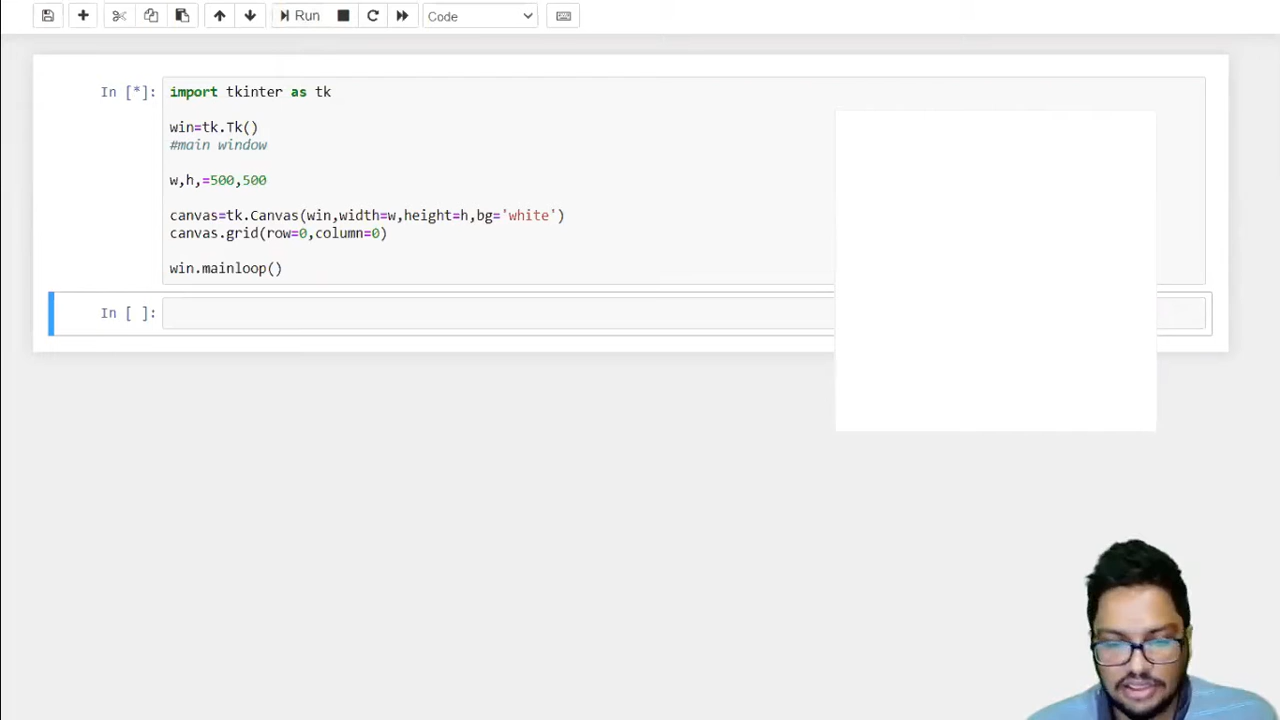 Run
Code
In [*]:
import tkinter as tk
win=tk.Tk()
#main window
w,h,=500,500
canvas=tk.Canvas(win,width=w,height=h,bg='white')
canvas.grid(row=0,column=0)
win.mainloop()
In [ ]: